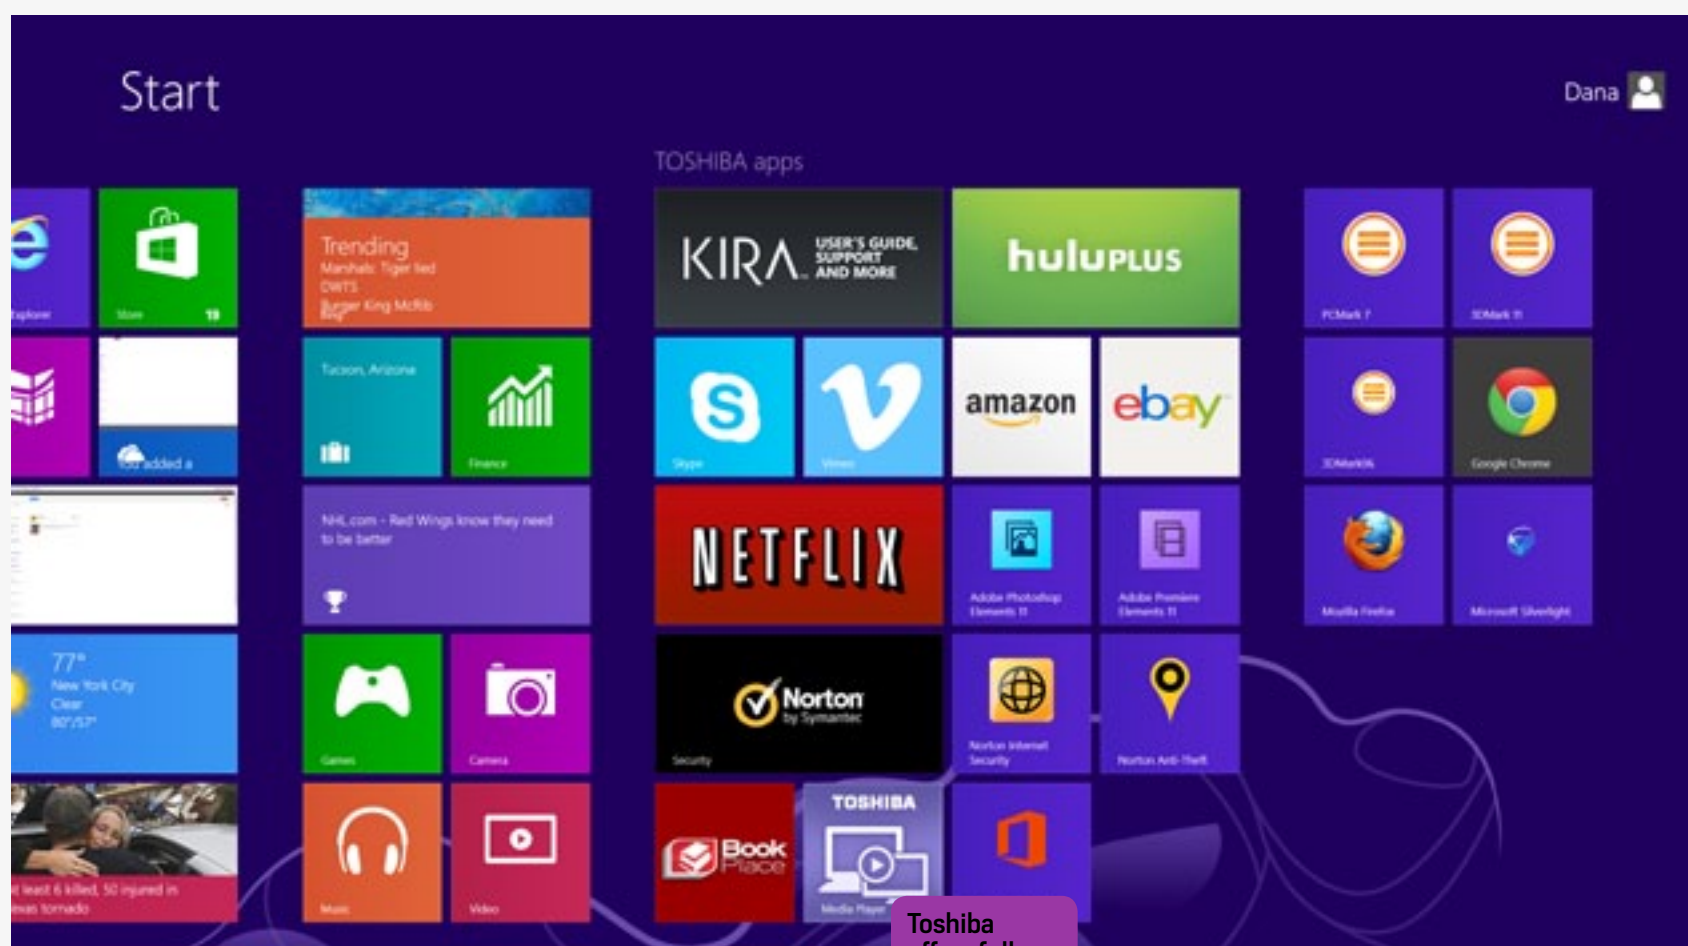 Start
Dana
TOSHIBA apps
Explorer
Store
19
added a
77°
New York City
Clear
80°/57°
least 6 killed, 50 injured in
tornado
Trending
Marshals: Tiger tied
DWTS
Burger King McRib
Tucson, Arizona
Finance
NHL.com - Red Wings know they need
to be better
Games
Camera
Music
Video
KIRA
USER'S GUIDE,
SUPPORT
AND MORE
huluPLUS
Skype
Vimeo
amazon
ebay
NETFLIX
Adobe Photoshop
Elements 11
Adobe Premiere
Elements 11
Norton
by Symantec
Security
Norton Internet
Security
Norton Anti-Theft
Book
Place
TOSHIBA
Media Player
PCMark 7
3DMark 11
3DMark06
Google Chrome
Mozilla Firefox
Microsoft Silverlight
Toshiba